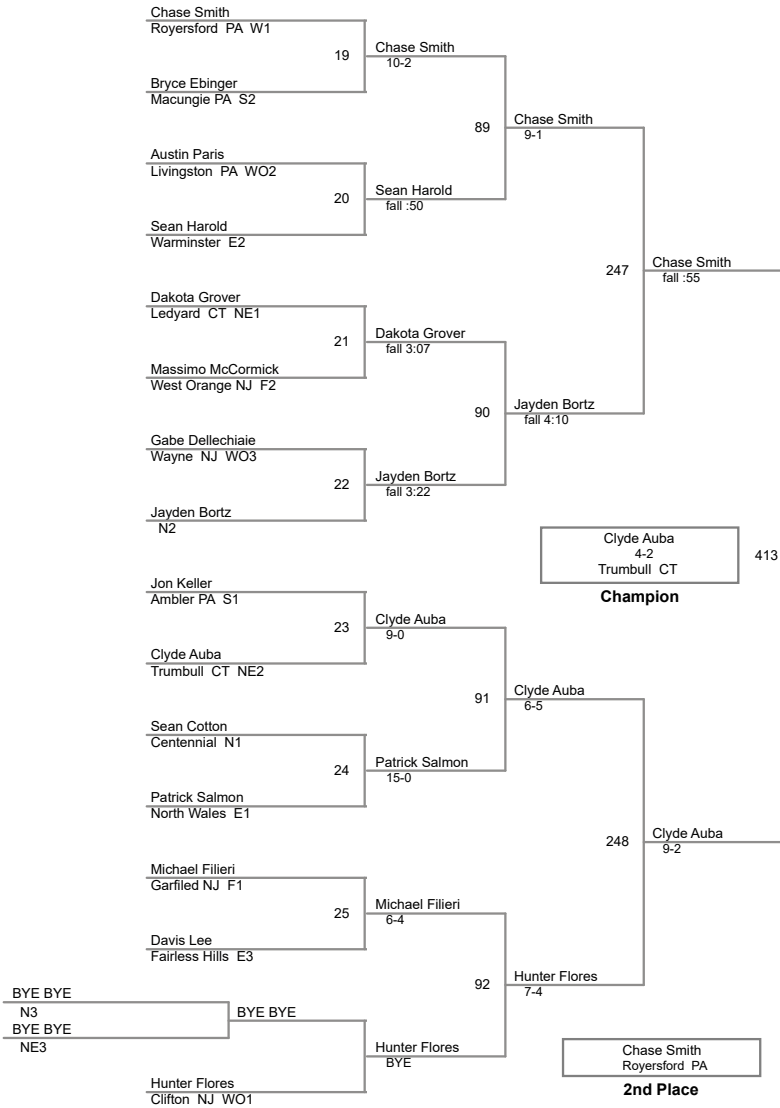 Chase Smith
Royersford PA W1
19
Chase Smith
10-2
Bryce Ebinger
Macungie PA S2
89
Chase Smith
9-1
Austin Paris
Livingston PA WO2
20
Sean Harold
fall :50
Sean Harold
Warminster E2
247
Chase Smith
fall :55
Dakota Grover
Ledyard CT NE1
21
Dakota Grover
fall 3:07
Massimo McCormick
West Orange NJ F2
90
Jayden Bortz
fall 4:10
Gabe Dellechiaie
Wayne NJ WO3
22
Jayden Bortz
fall 3:22
Jayden Bortz
N2
Clyde Auba
4-2
Trumbull CT
413
Champion
Jon Keller
Ambler PA S1
23
Clyde Auba
9-0
Clyde Auba
Trumbull CT NE2
91
Clyde Auba
6-5
Sean Cotton
Centennial N1
24
Patrick Salmon
15-0
Patrick Salmon
North Wales E1
248
Clyde Auba
9-2
Michael Filieri
Garfiled NJ F1
25
Michael Filieri
6-4
Davis Lee
Fairless Hills E3
92
Hunter Flores
7-4
BYE BYE
N3
BYE BYE
BYE BYE
NE3
Hunter Flores
BYE
Hunter Flores
Clifton NJ WO1
Chase Smith
Royersford PA
2nd Place